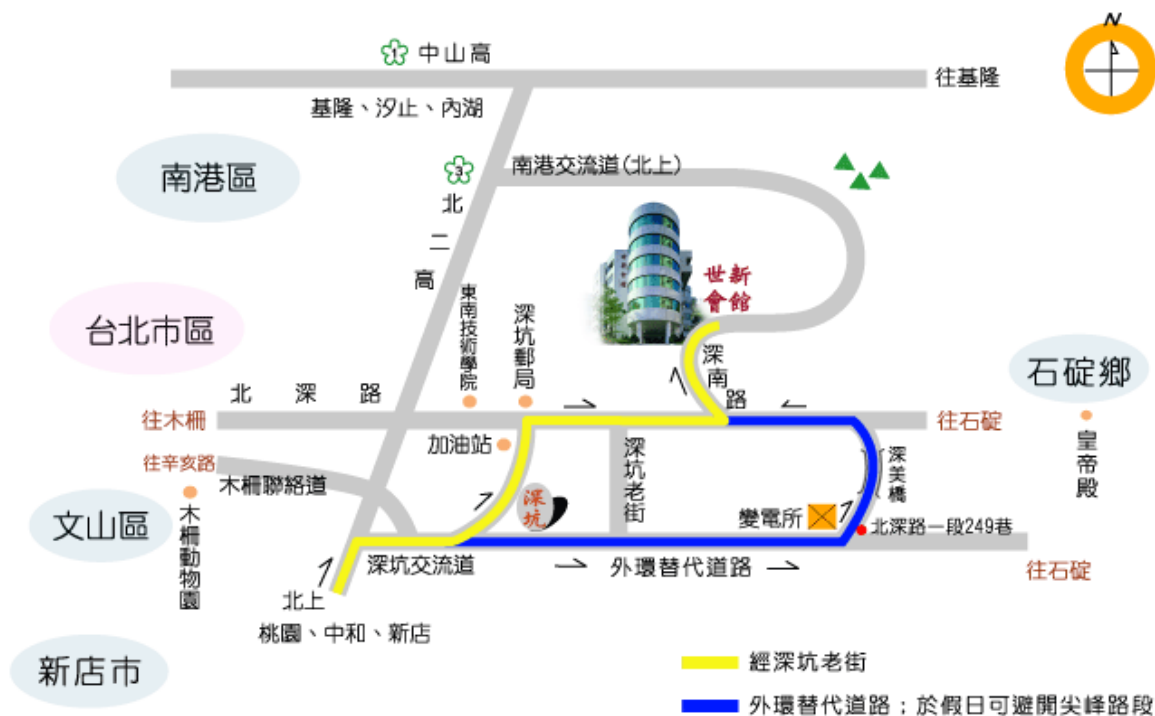 N
1 中山高
往基隆
基隆、汐止、內湖
南港區
3
南港交流道(北上)
北二高
世新會館
台北市區
東南技術學院
深坑郵局
深南路
石碇鄉
北深路
往木柵
往石碇
加油站
深坑老街
深美橋
皇帝殿
往辛亥路
木柵聯絡道
深坑
變電所
北深路一段249巷
文山區
木柵動物園
深坑交流道
外環替代道路
往石碇
北上
桃園、中和、新店
新店市
經深坑老街
外環替代道路；於假日可避開尖峰路段